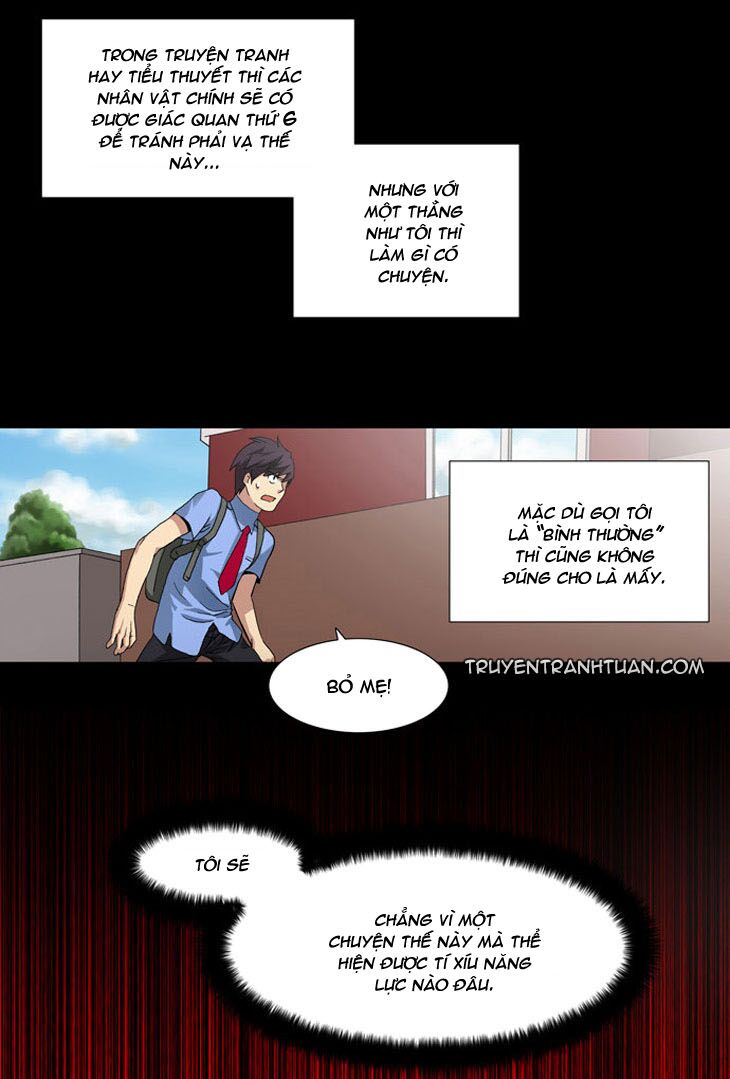 TRONG TRUYỆN TRANH
HAY TIỂU THUYẾT THÌ CÁC
NHÂN VẬT CHÍNH SẼ CÓ
ĐƯỢC GIÁC QUAN THỨ 6
ĐỂ TRÁNH PHẢI VẠ THẾ
NÀY...
NHƯNG VỚI
MỘT THẰNG
NHƯ TÔI THÌ
LÀM GÌ CÓ
CHUYỆN.
MẶC DÙ GỌI TÔI
LÀ "BÌNH THƯỜNG"
THÌ CŨNG KHÔNG
ĐÚNG CHO LÀ MẤY.
TRUYENTRANHTUAN.COM
BỎ MẸ!
TÔI SẼ
CHẲNG VÌ MỘT
CHUYỆN THẾ NÀY MÀ THỂ
HIỆN ĐƯỢC TÍ XÍU NĂNG
LỰC NÀO ĐÂU.